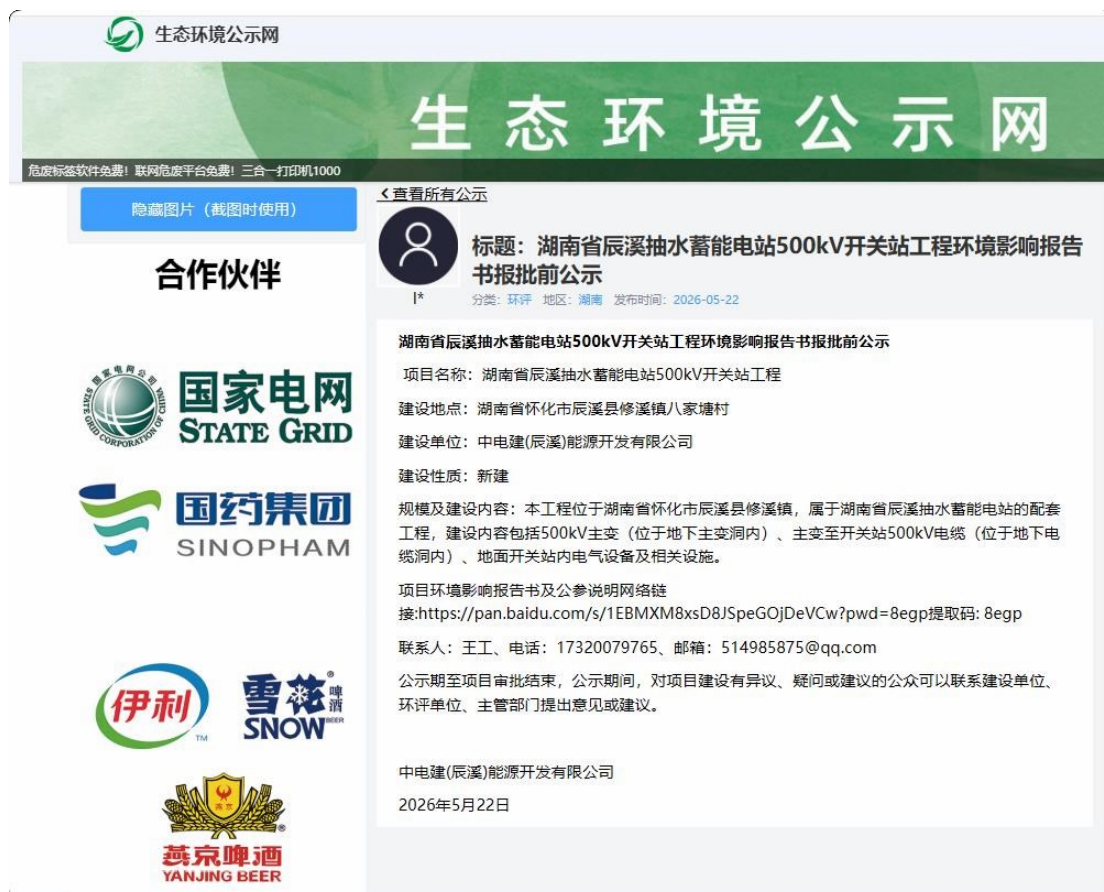 生态环境公示网
生态环境公示网
危废标签软件免费！联网危废平台免费！三合一打印机1000
隐藏图片（截图时使用）
合作伙伴
国家电网公司
STATE GRID CORPORATION OF CHINA
国家电网
STATE GRID
国药集团
SINOPHAM
伊利
TM
雪花
啤酒
SNOW
BEER
燕京
燕京啤酒
YANJING BEER
查看所有公示
l*
标题：湖南省辰溪抽水蓄能电站500kV开关站工程环境影响报告
书报批前公示
分类：环评 地区：湖南 发布时间：2026-05-22
湖南省辰溪抽水蓄能电站500kV开关站工程环境影响报告书报批前公示
项目名称：湖南省辰溪抽水蓄能电站500kV开关站工程
建设地点：湖南省怀化市辰溪县修溪镇八家塘村
建设单位：中电建(辰溪)能源开发有限公司
建设性质：新建
规模及建设内容：本工程位于湖南省怀化市辰溪县修溪镇，属于湖南省辰溪抽水蓄能电站的配套
工程，建设内容包括500kV主变（位于地下主变洞内）、主变至开关站500kV电缆（位于地下电
缆洞内）、地面开关站内电气设备及相关设施。
项目环境影响报告书及公参说明网络链
接:https://pan.baidu.com/s/1EBMXM8xsD8JSpeGOjDeVCw?pwd=8egp提取码: 8egp
联系人：王工、电话：17320079765、邮箱：514985875@qq.com
公示期至项目审批结束，公示期间，对项目建设有异议、疑问或建议的公众可以联系建设单位、
环评单位、主管部门提出意见或建议。
中电建(辰溪)能源开发有限公司
2026年5月22日